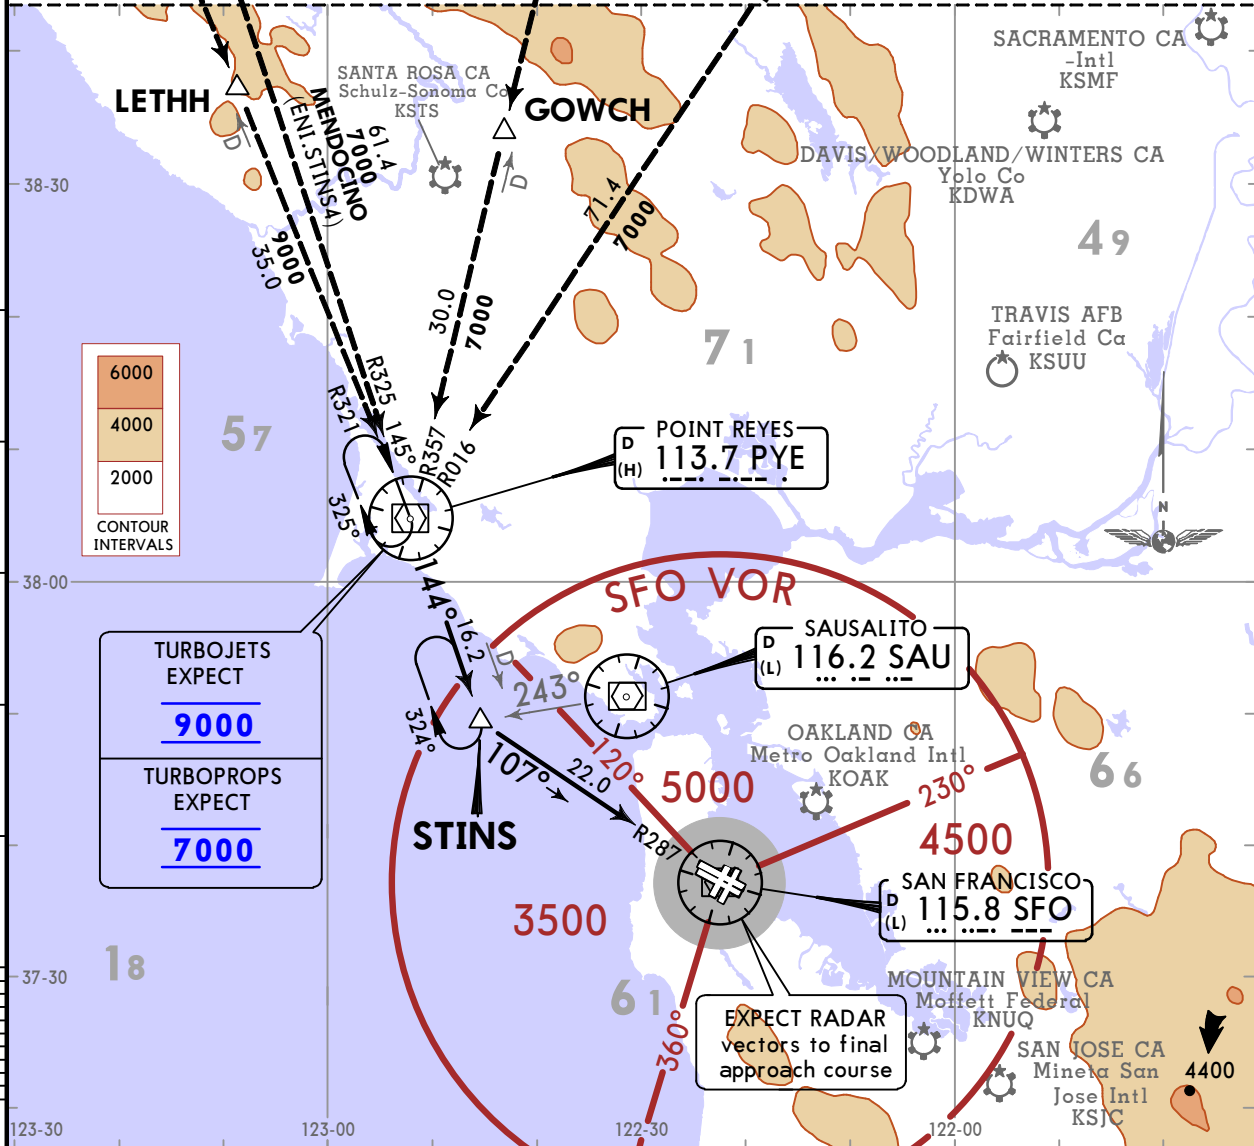 SACRAMENTO CA
-Intl
KSMF
SANTA ROSA CA
Schulz-Sonoma Co
KSTS
LETHH
GOWCH
D
D
MENDOCINO
(ENI.STINS4)
7000
61.4
DAVIS/WOODLAND/WINTERS CA
Yolo Co
KDWA
38-30
71.4
7000
9000
35.0
49
30.0
7000
TRAVIS AFB
Fairfield Ca
KSUU
71
6000
4000
2000
CONTOUR
INTERVALS
57
R321
R325
145°
R357
R016
POINT REYES
D
(H)
113.7 PYE
325°
N
38-00
144°
16.2
SFO VOR
SAUSALITO
D
(L)
116.2 SAU
TURBOJETS
EXPECT
9000
TURBOPROPS
EXPECT
7000
D
243°
324°
107°
22.0
120°
5000
OAKLAND CA
Metro Oakland Intl
KOAK
230°
66
STINS
R287
4500
SAN FRANCISCO
D
(L)
115.8 SFO
3500
18
37-30
61
MOUNTAIN VIEW CA
Moffett Federal
KNUQ
EXPECT RADAR
vectors to final
approach course
360°
SAN JOSE CA
Mineta San
Jose Intl
KSJC
4400
123-30
123-00
122-30
122-00